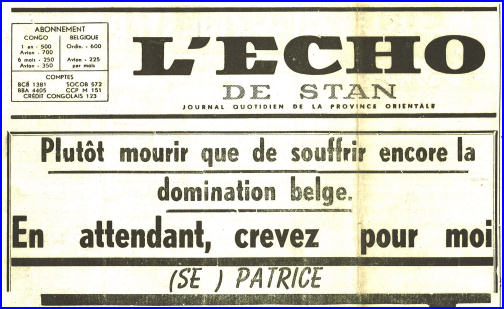 ABONNEMENT
CONGO BELGIQUE
1 an - 500 Ordin. - 600
Avion - 700
6 mois - 250 Avion - 225
Avion - 350 par mois
COMPTES
BCB 1381 SOCOB 572
BBA 4405 CCP M 151
CRÉDIT CONGOLAIS 123
L'ECHO
DE STAN
JOURNAL QUOTIDIEN DE LA PROVINCE ORIENTALE
Plutôt mourir que de souffrir encore la
domination belge.
En attendant, crevez pour moi
(SE ) PATRICE